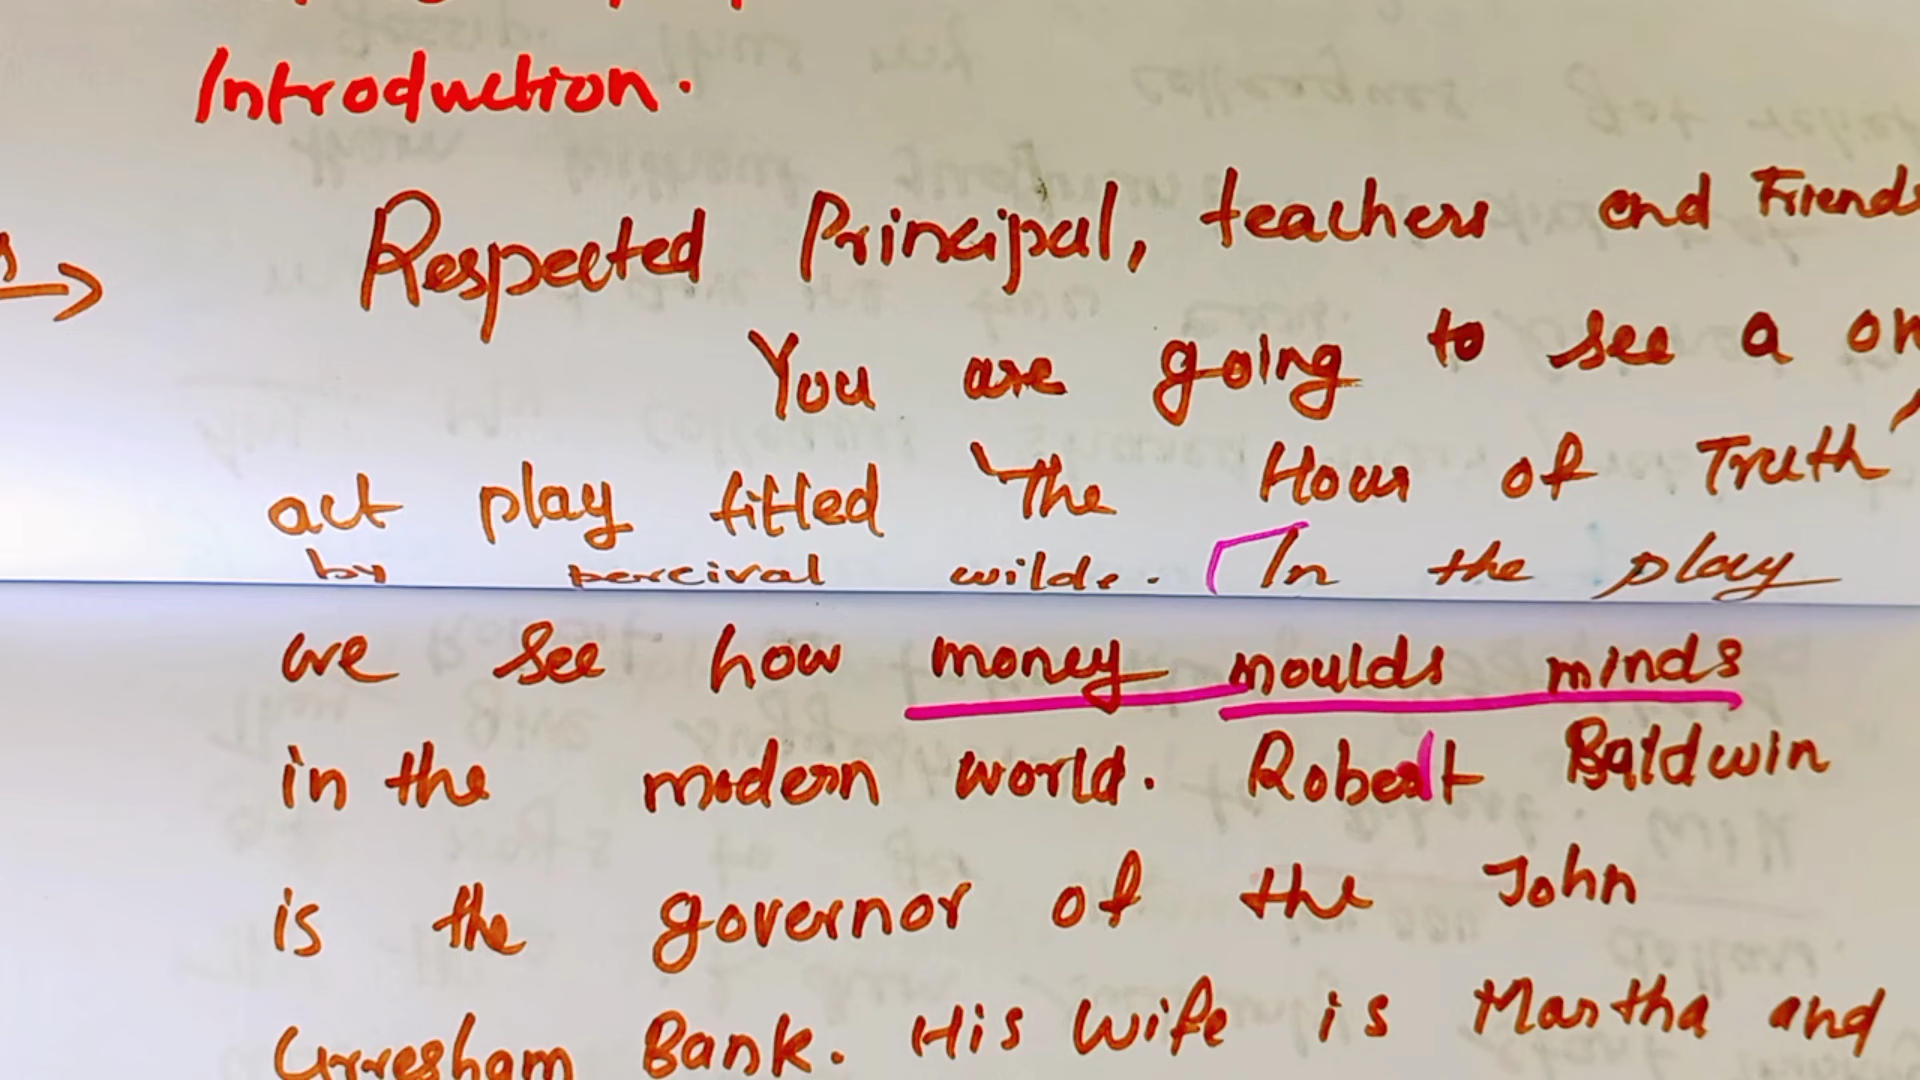 Introduction.
Respected Principal, teachers and Friends
You are going to see a on
act play titled 'The Hour of Truth'
by percival wilde. In the play
we see how money moulds minds
in the modern world. Robert Baldwin
is the governor of the John
Gresham Bank. His Wife is Martha and